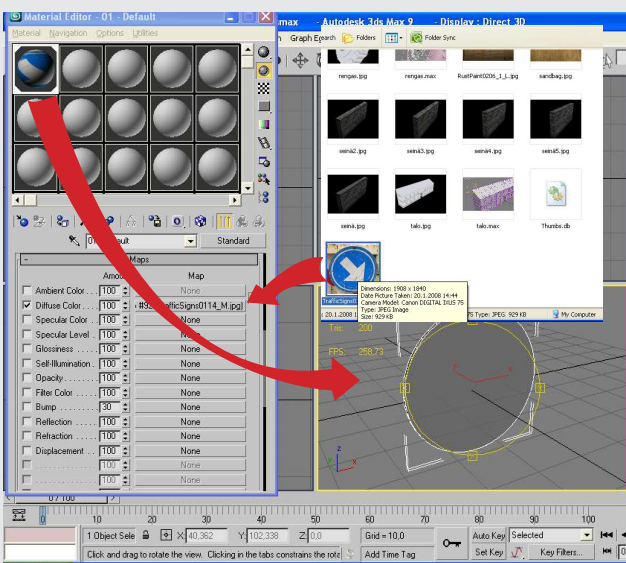 Material Editor - 01 - Default
max - Autodesk 3ds Max 9 - Display : Direct 3D
Material Navigation Options Utilities
Graph E
earch Folders Folder Sync
rengas.jpg rengas.max RustPaint0206_1_L.jpg sandbag.jpg
seinä2.jpg seinä3.jpg seinä4.jpg seinä5.jpg
seinä.jpg talo.jpg talo.max Thumbs.db
Standard
- Maps
Map
Ambient Color . . . 100 None
Diffuse Color . . . . 100 fficSigns0114_M.jpg)
Specular Color . . 100 None
Specular Level . 100 None
Glossiness . . . . . 100 None
Self-Illumination . 100 None
Opacity . . . . . . . . 100 None
Filter Color . . . . . 100 None
Bump . . . . . . . . . 30 None
Reflection . . . . . . 100 None
Refraction . . . . . . 100 None
Displacement . . . 100 None
100 None
100 None
TrafficSigns0
Dimensions: 1908 x 1840
Date Picture Taken: 20.1.2008 14:44
Camera Model: Canon DIGITAL IXUS 75
Type: JPEG Image
Size: 929 KB
: 20.1.2008 1
75 Type: JPEG 929 KB My Computer
Tris: 200
FPS: 258,73
z
x
y
0 / 100
0 10 20 30 40 50 60 70 80 90 100
1 Object Sele X: 40,362 Y: 102,338 Z: 0,0 Grid = 10,0 Auto Key Selected
Click and drag to rotate the view. Clicking in the tabs constrains the rota Add Time Tag Set Key Key Filters... 0